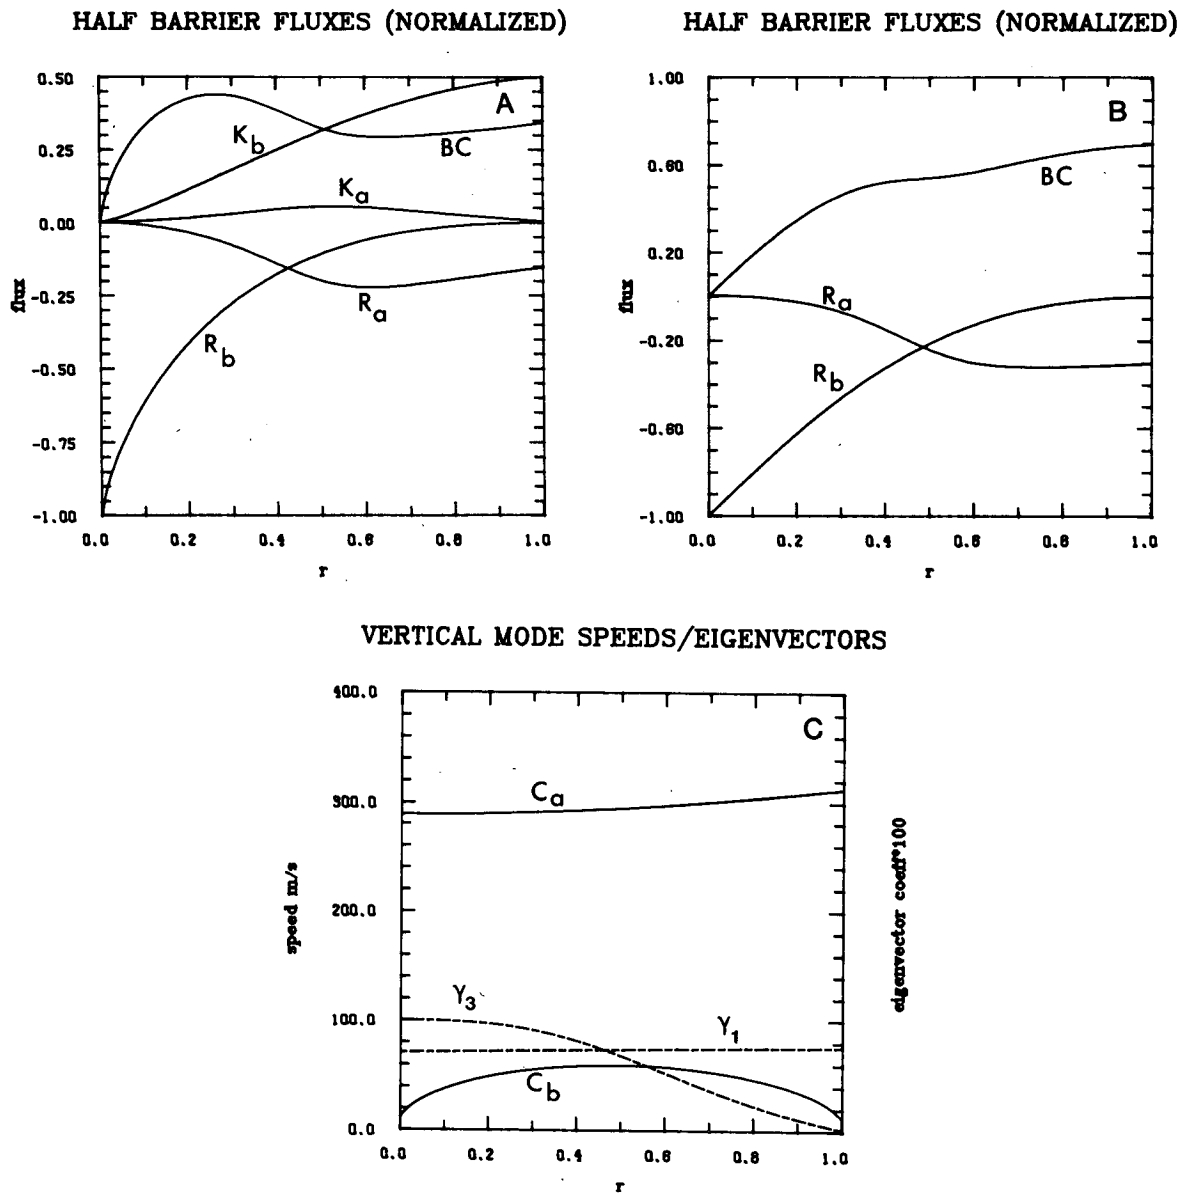 HALF BARRIER FLUXES (NORMALIZED)
HALF BARRIER FLUXES (NORMALIZED)
0.50
0.25
0.00
-0.25
-0.50
-0.75
-1.00
flux
A
K_b
BC
K_a
R_a
R_b
0.0 0.2 0.4 0.6 0.8 1.0
r
1.00
0.60
0.20
-0.20
-0.60
-1.00
flux
B
BC
R_a
R_b
0.0 0.2 0.4 0.6 0.8 1.0
r
VERTICAL MODE SPEEDS/EIGENVECTORS
400.0
300.0
200.0
100.0
0.0
speed m/s
C
C_a
Y_3
Y_1
C_b
eigenvector coeff*100
0.0 0.2 0.4 0.6 0.8 1.0
r